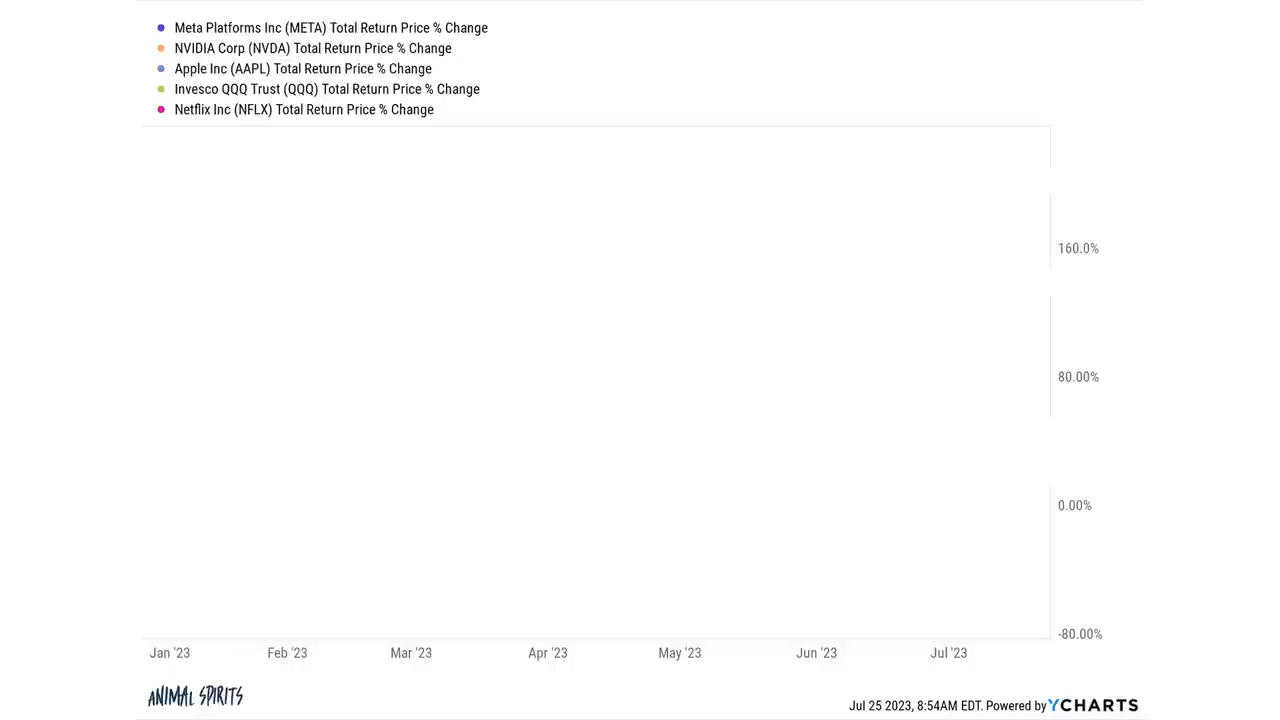 Meta Platforms Inc (META) Total Return Price % Change
NVIDIA Corp (NVDA) Total Return Price % Change
Apple Inc (AAPL) Total Return Price % Change
Invesco QQQ Trust (QQQ) Total Return Price % Change
Netflix Inc (NFLX) Total Return Price % Change
160.0%
80.00%
0.00%
-80.00%
Jan '23 Feb '23 Mar '23 Apr '23 May '23 Jun '23 Jul '23
ANIMAL SPIRITS
Jul 25 2023, 8:54AM EDT. Powered by YCHARTS